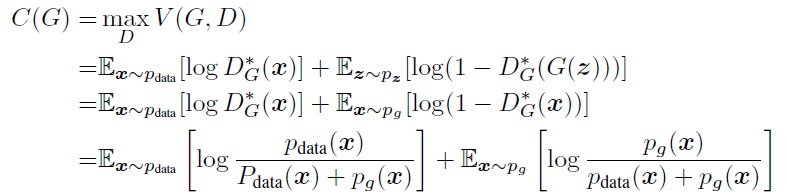 C(G) = max_D V(G, D)
=𝔼_{x∼p_data}[log D*_G(x)] + 𝔼_{z∼p_z}[log(1 − D*_G(G(z)))]
=𝔼_{x∼p_data}[log D*_G(x)] + 𝔼_{x∼p_g}[log(1 − D*_G(x))]
=𝔼_{x∼p_data}[log p_data(x) / (P_data(x) + p_g(x))] + 𝔼_{x∼p_g}[log p_g(x) / (p_data(x) + p_g(x))]